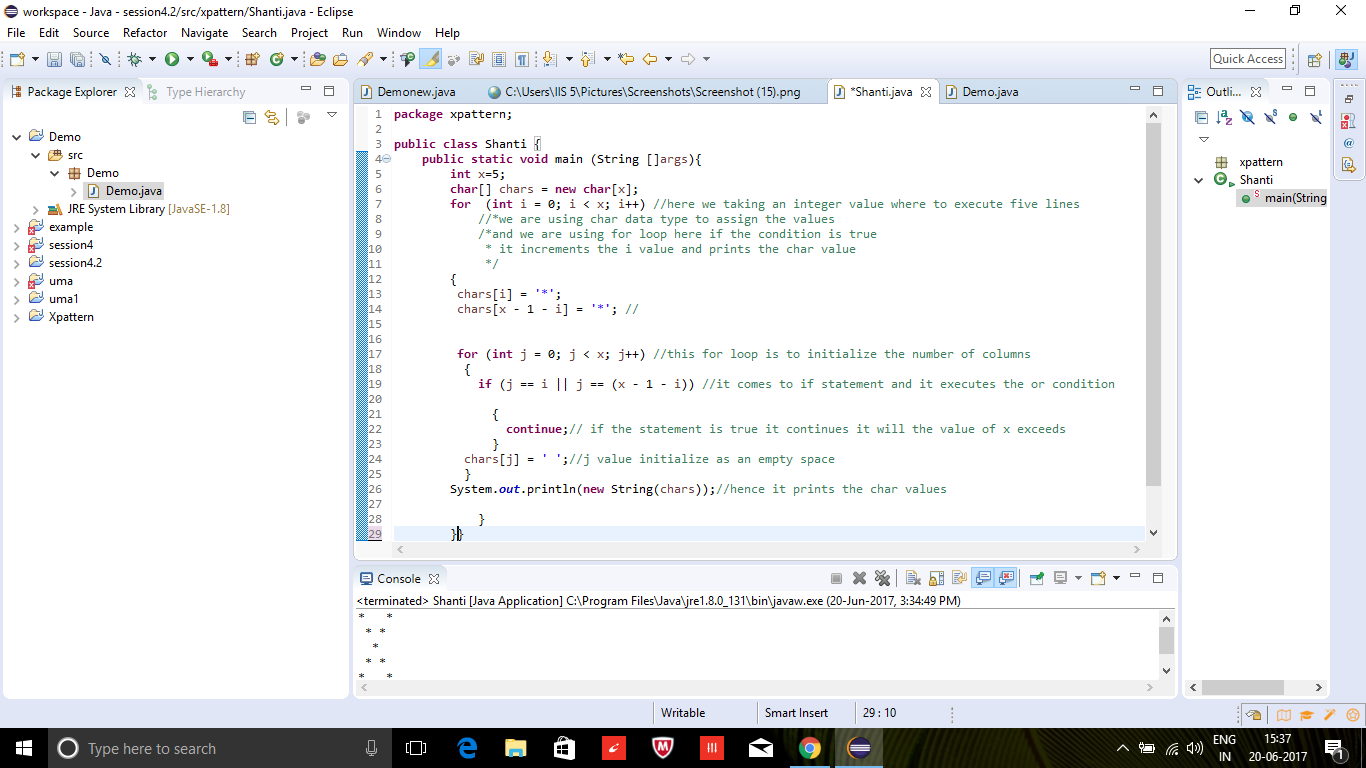 workspace - Java - session4.2/src/xpattern/Shanti.java - Eclipse
File Edit Source Refactor Navigate Search Project Run Window Help
Quick Access
Package Explorer Type Hierarchy
Demo
src
Demo
Demo.java
JRE System Library [JavaSE-1.8]
example
session4
session4.2
uma
uma1
Xpattern
Demonew.java C:\Users\IIS 5\Pictures\Screenshots\Screenshot (15).png *Shanti.java Demo.java
1 package xpattern;
2
3 public class Shanti {
4 public static void main (String []args){
5 int x=5;
6 char[] chars = new char[x];
7 for (int i = 0; i < x; i++) //here we taking an integer value where to execute five lines
8 //*we are using char data type to assign the values
9 /*and we are using for loop here if the condition is true
10 * it increments the i value and prints the char value
11 */
12 {
13 chars[i] = '*';
14 chars[x - 1 - i] = '*'; //
15
16
17 for (int j = 0; j < x; j++) //this for loop is to initialize the number of columns
18 {
19 if (j == i || j == (x - 1 - i)) //it comes to if statement and it executes the or condition
20
21 {
22 continue;// if the statement is true it continues it will the value of x exceeds
23 }
24 chars[j] = ' ';//j value initialize as an empty space
25 }
26 System.out.println(new String(chars));//hence it prints the char values
27
28 }
29 }}
Outli...
xpattern
Shanti
main(String
Console
<terminated> Shanti [Java Application] C:\Program Files\Java\jre1.8.0_131\bin\javaw.exe (20-Jun-2017, 3:34:49 PM)
*   *
 * *
  *
 * *
*   *
Writable Smart Insert 29 : 10
Type here to search
ENG
IN
15:37
20-06-2017
1